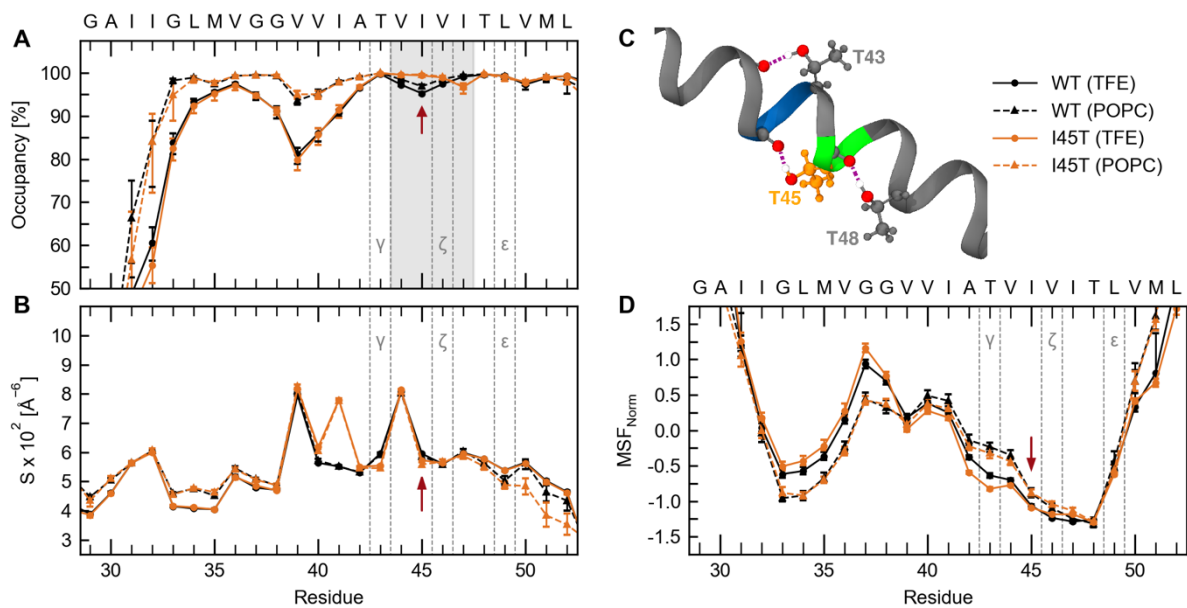 G A I I G L M V G G V V I A T V I V I T L V M L
A
Occupancy [%]
100
90
80
70
60
50
γ
ζ
ε
C
T43
T45
T48
WT (TFE)
WT (POPC)
I45T (TFE)
I45T (POPC)
B
S x 10² [Å⁻⁶]
10
9
8
7
6
5
4
3
γ
ζ
ε
30 35 40 45 50
Residue
G A I I G L M V G G V V I A T V I V I T L V M L
D
MSF_Norm
1.5
1.0
0.5
0.0
-0.5
-1.0
-1.5
γ
ζ
ε
30 35 40 45 50
Residue